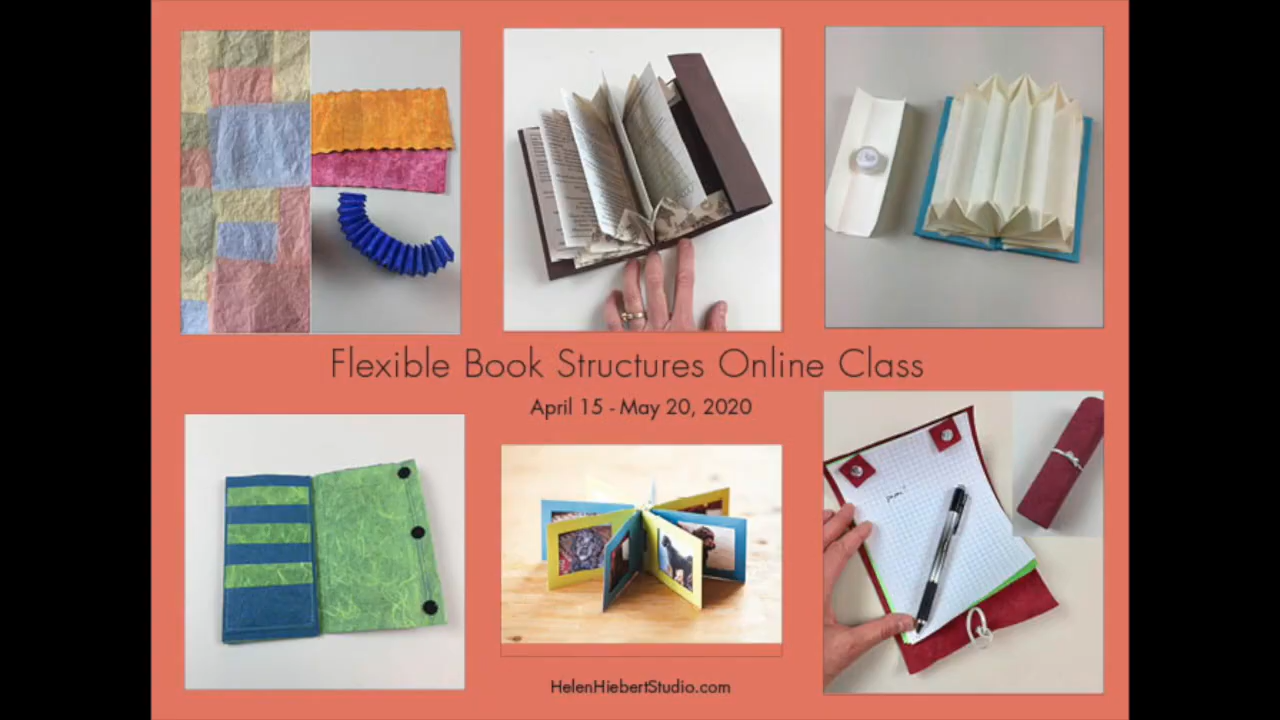 Flexible Book Structures Online Class
April 15 - May 20, 2020
HelenHiebertStudio.com